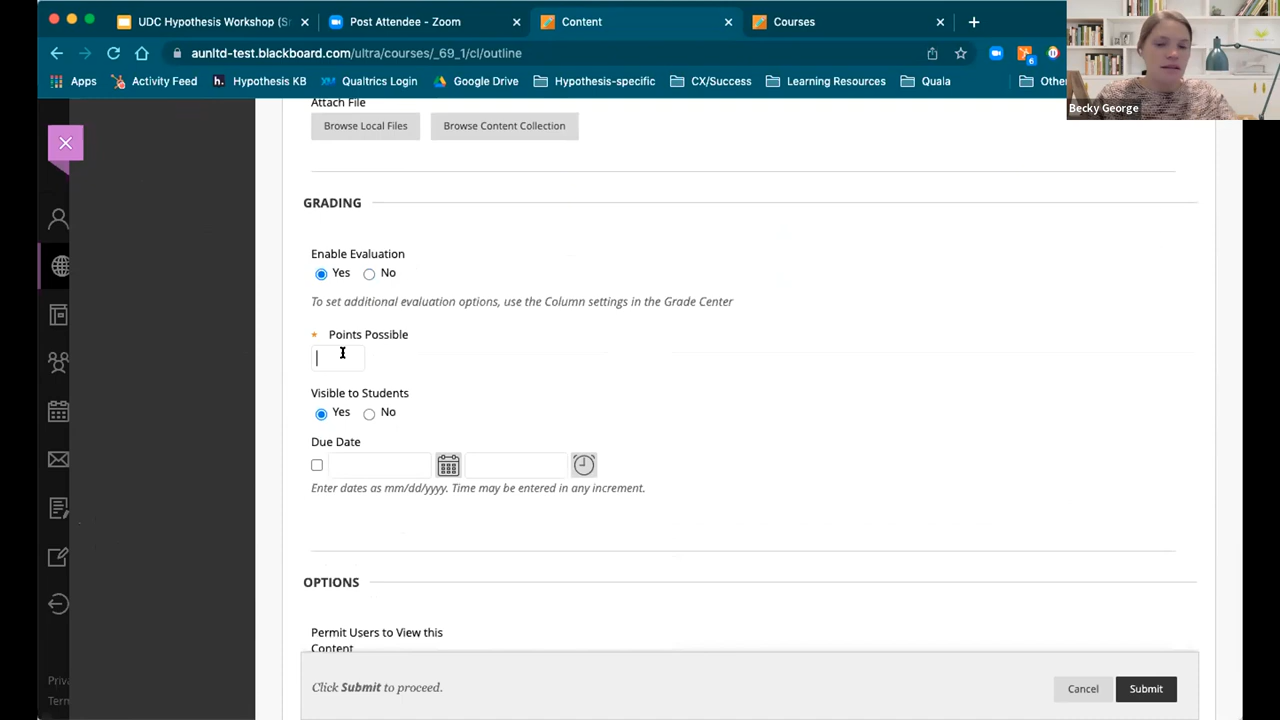 UDC Hypothesis Workshop (Sr
Post Attendee - Zoom
Content
Courses
aunltd-test.blackboard.com/ultra/courses/_69_1/cl/outline
6
Apps
Activity Feed
h.
Hypothesis KB
XM
Qualtrics Login
Google Drive
Hypothesis-specific
CX/Success
Learning Resources
Quala
Othe
Becky George
Attach File
Browse Local Files
Browse Content Collection
GRADING
Enable Evaluation
Yes
No
To set additional evaluation options, use the Column settings in the Grade Center
* Points Possible
Visible to Students
Yes
No
Due Date
Enter dates as mm/dd/yyyy. Time may be entered in any increment.
OPTIONS
Permit Users to View this
Content
Click Submit to proceed.
Cancel
Submit
Priva
Term